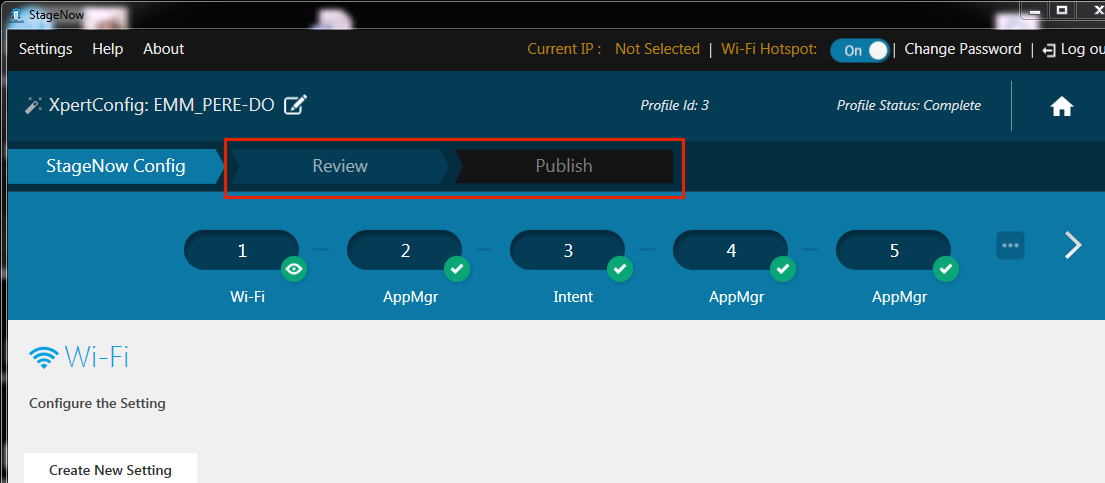 StageNow
Settings Help About Current IP : Not Selected | Wi-Fi Hotspot: On | Change Password | Log ou
XpertConfig: EMM_PERE-DO Profile Id: 3 Profile Status: Complete
StageNow Config Review Publish
1 2 3 4 5
Wi-Fi AppMgr Intent AppMgr AppMgr
Wi-Fi
Configure the Setting
Create New Setting